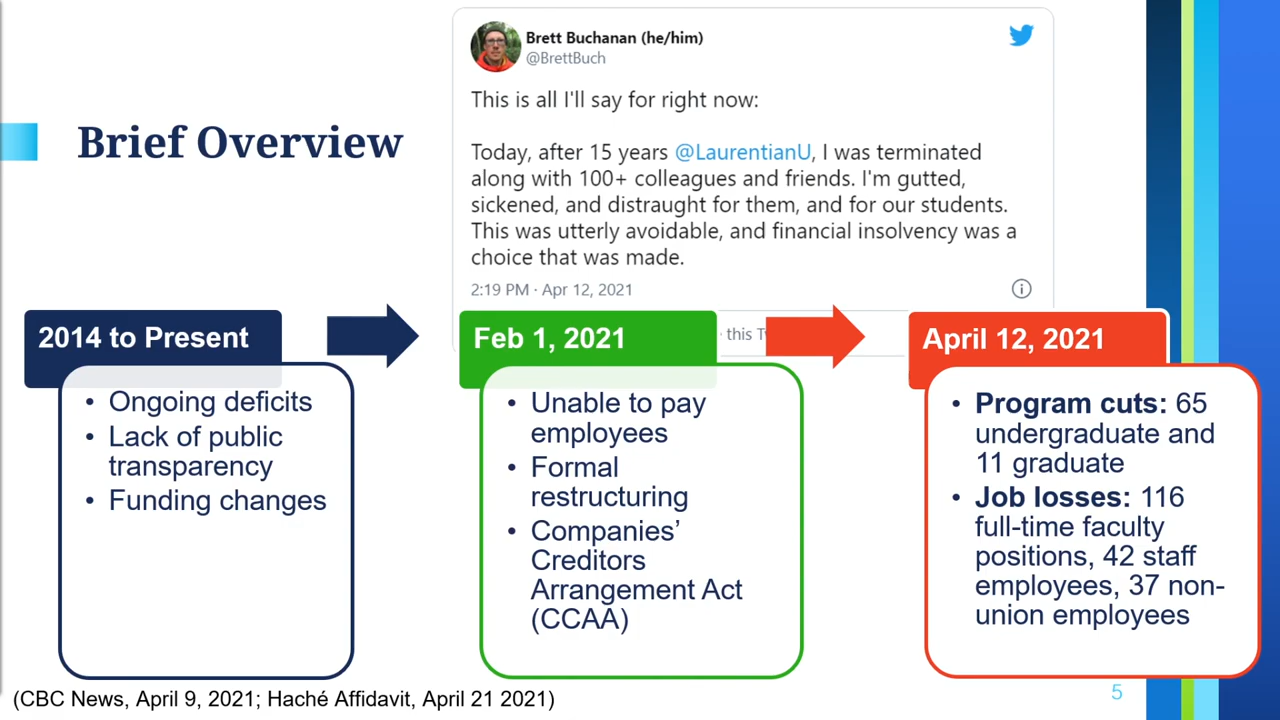 Brief Overview
Brett Buchanan (he/him)
@BrettBuch
This is all I'll say for right now:
Today, after 15 years @LaurentianU, I was terminated
along with 100+ colleagues and friends. I'm gutted,
sickened, and distraught for them, and for our students.
This was utterly avoidable, and financial insolvency was a
choice that was made.
2:19 PM · Apr 12, 2021
· this
2014 to Present
• Ongoing deficits
• Lack of public
transparency
• Funding changes
Feb 1, 2021
• Unable to pay
employees
• Formal
restructuring
• Companies’
Creditors
Arrangement Act
(CCAA)
April 12, 2021
• Program cuts: 65
undergraduate and
11 graduate
• Job losses: 116
full-time faculty
positions, 42 staff
employees, 37 non-
union employees
(CBC News, April 9, 2021; Haché Affidavit, April 21 2021)
5